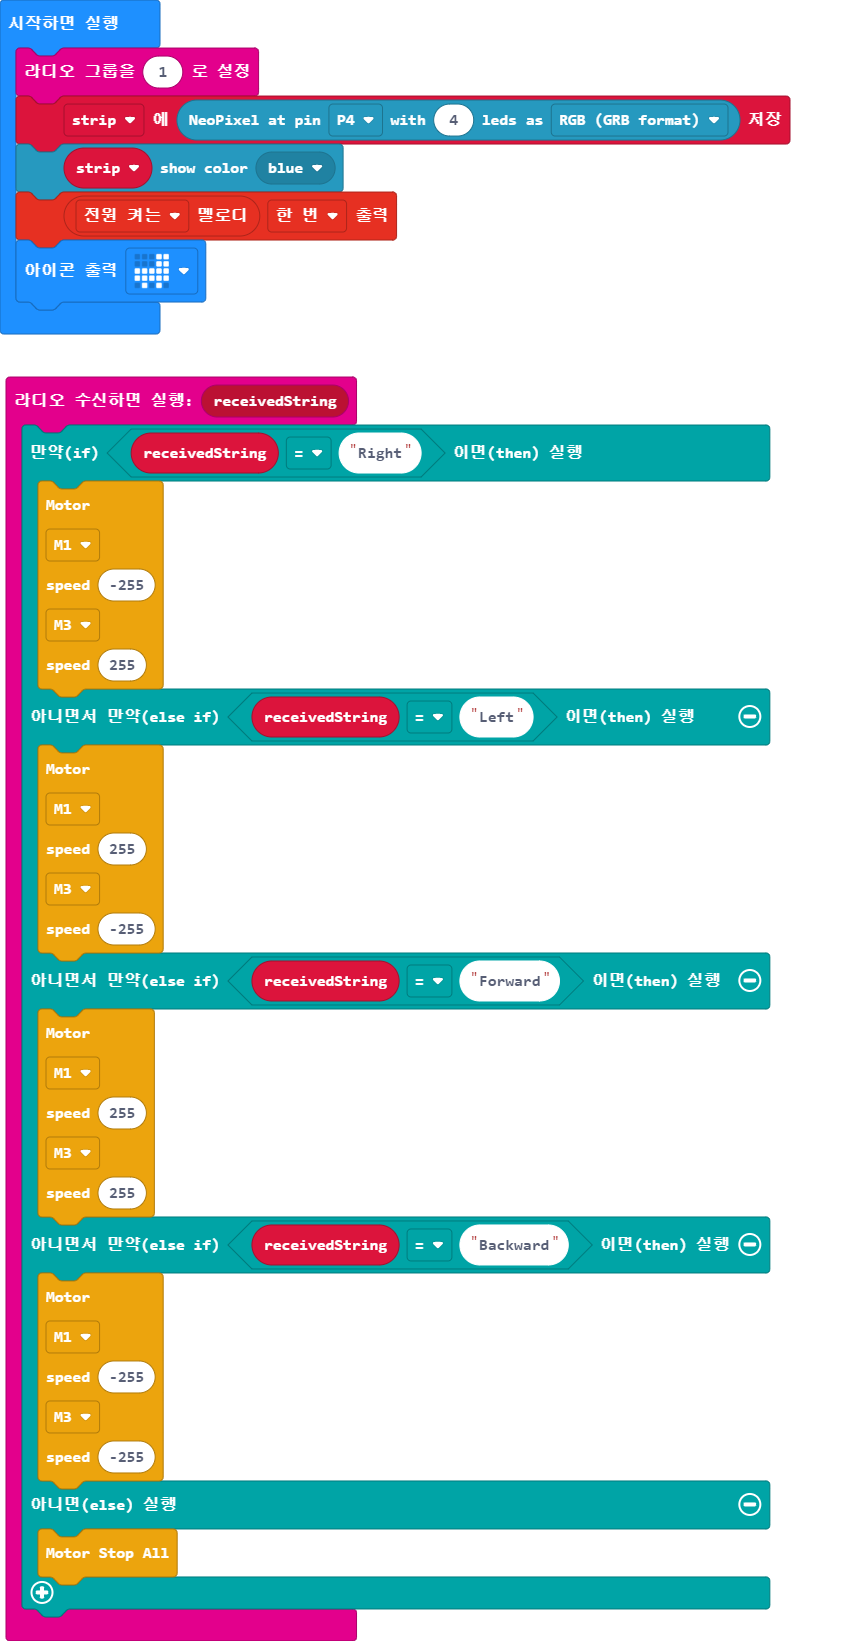 시작하면 실행
라디오 그룹을 1 로 설정
strip 에 NeoPixel at pin P4 with 4 leds as RGB (GRB format) 저장
strip show color blue
전원 켜는 멜로디 한 번 출력
아이콘 출력
라디오 수신하면 실행: receivedString
만약(if) receivedString = "Right" 이면(then) 실행
Motor
M1
speed -255
M3
speed 255
아니면서 만약(else if) receivedString = "Left" 이면(then) 실행
Motor
M1
speed 255
M3
speed -255
아니면서 만약(else if) receivedString = "Forward" 이면(then) 실행
Motor
M1
speed 255
M3
speed 255
아니면서 만약(else if) receivedString = "Backward" 이면(then) 실행
Motor
M1
speed -255
M3
speed -255
아니면(else) 실행
Motor Stop All